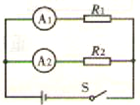 A₁ R₁
A₂ R₂
S